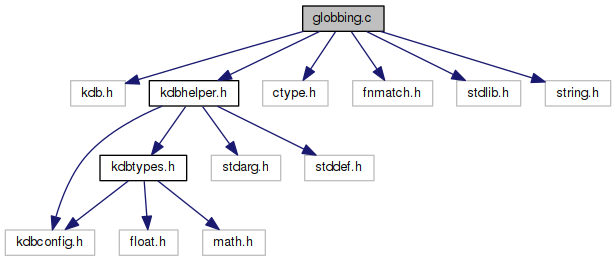 globbing.c
kdb.h
kdbhelper.h
ctype.h
fnmatch.h
stdlib.h
string.h
kdbtypes.h
stdarg.h
stddef.h
kdbconfig.h
float.h
math.h